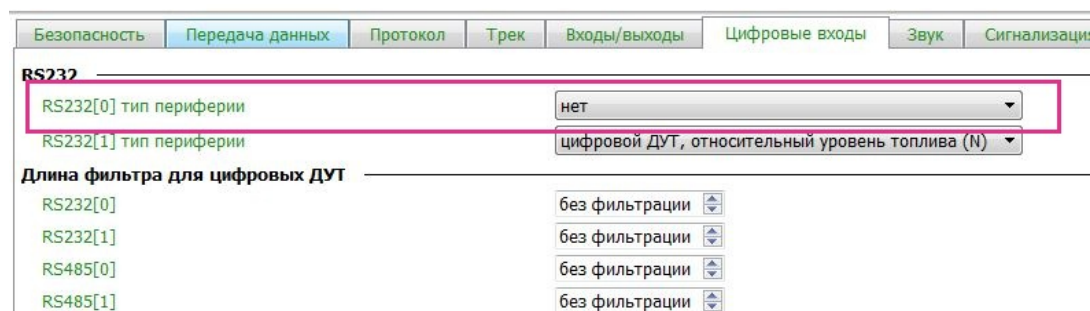 Безопасность Передача данных Протокол Трек Входы/выходы Цифровые входы Звук Сигнализация
RS232
RS232[0] тип периферии нет
RS232[1] тип периферии цифровой ДУТ, относительный уровень топлива (N)
Длина фильтра для цифровых ДУТ
RS232[0] без фильтрации
RS232[1] без фильтрации
RS485[0] без фильтрации
RS485[1] без фильтрации